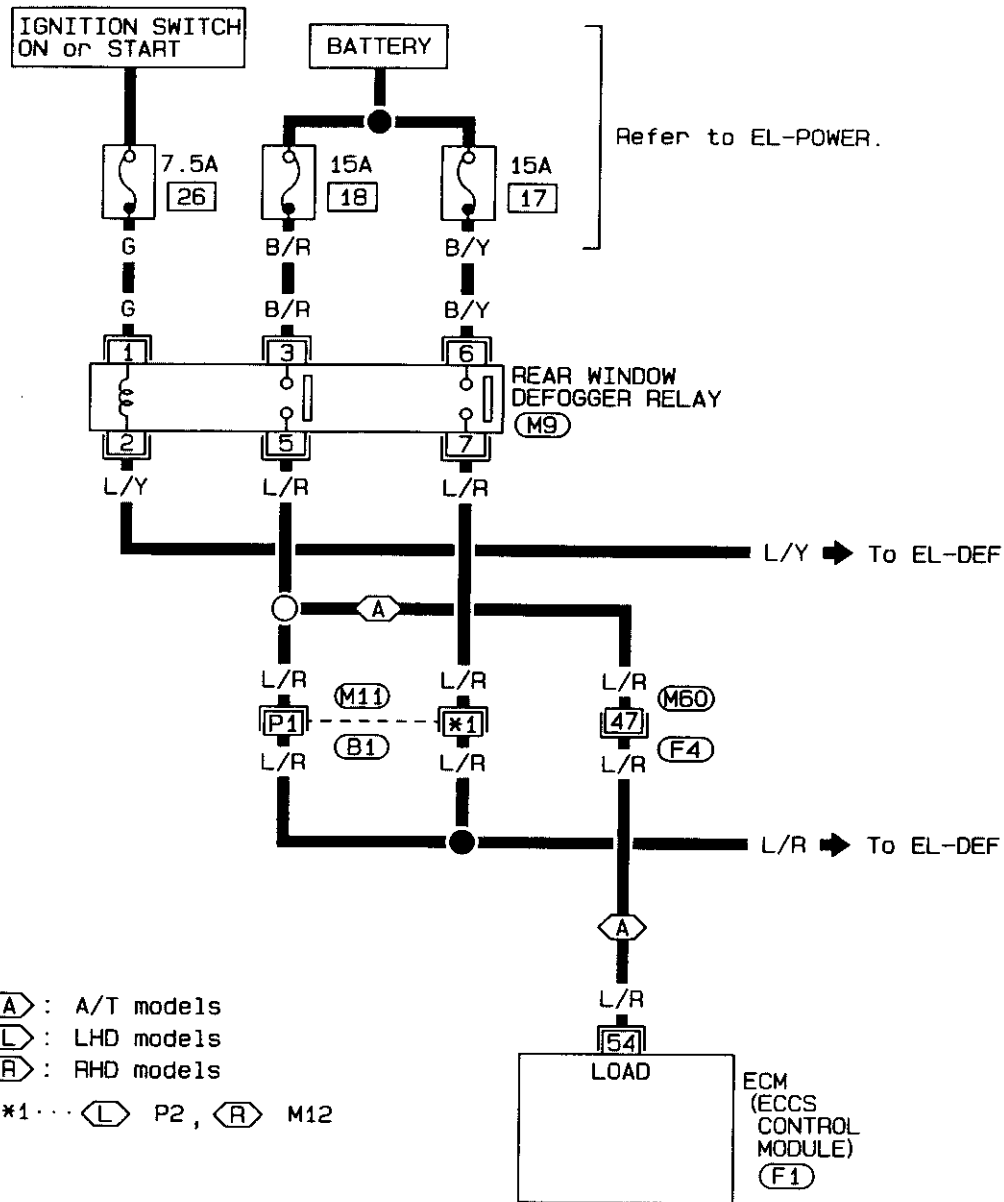 IGNITION SWITCH
ON or START
BATTERY
Refer to EL-POWER.
7.5A
26
15A
18
15A
17
G
B/R
B/Y
G
B/R
B/Y
1
3
6
REAR WINDOW
DEFOGGER RELAY
M9
2
5
7
L/Y
L/R
L/R
L/Y To EL-DEF
A
L/R
L/R
L/R
M11
M60
P1
*1
47
B1
F4
L/R
L/R
L/R
L/R To EL-DEF
A
L/R
54
LOAD
ECM
(ECCS
CONTROL
MODULE)
F1
A : A/T models
L : LHD models
R : RHD models
*1··· L P2, R M12